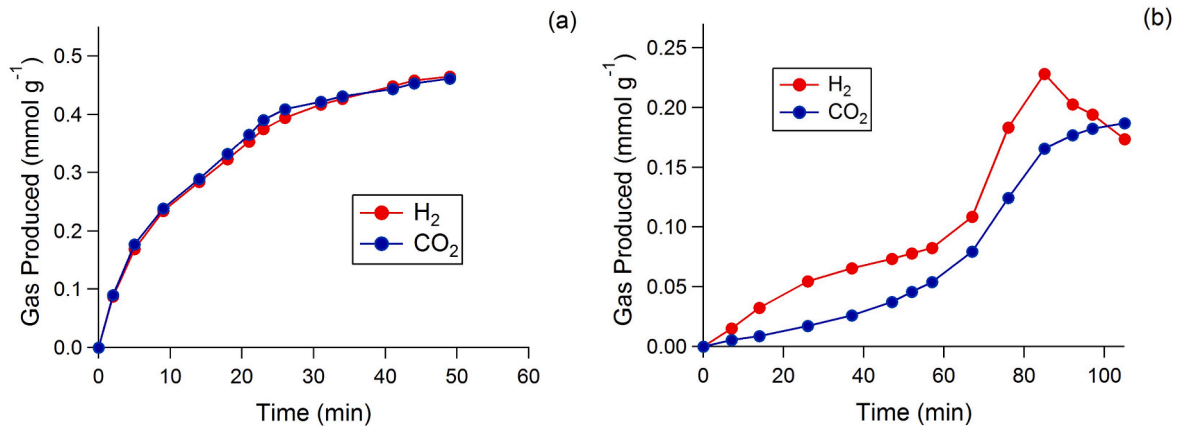 (a)
Gas Produced (mmol g⁻¹)
0.5
0.4
0.3
0.2
0.1
0.0
H₂
CO₂
0 10 20 30 40 50 60
Time (min)
(b)
Gas Produced (mmol g⁻¹)
0.25
0.20
0.15
0.10
0.05
0.00
H₂
CO₂
0 20 40 60 80 100
Time (min)